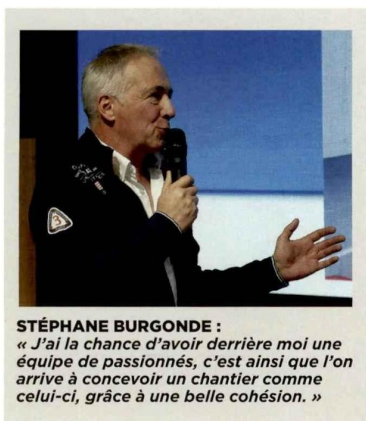 STÉPHANE BURGONDE :
« J'ai la chance d'avoir derrière moi une
équipe de passionnés, c'est ainsi que l'on
arrive à concevoir un chantier comme
celui-ci, grâce à une belle cohésion. »